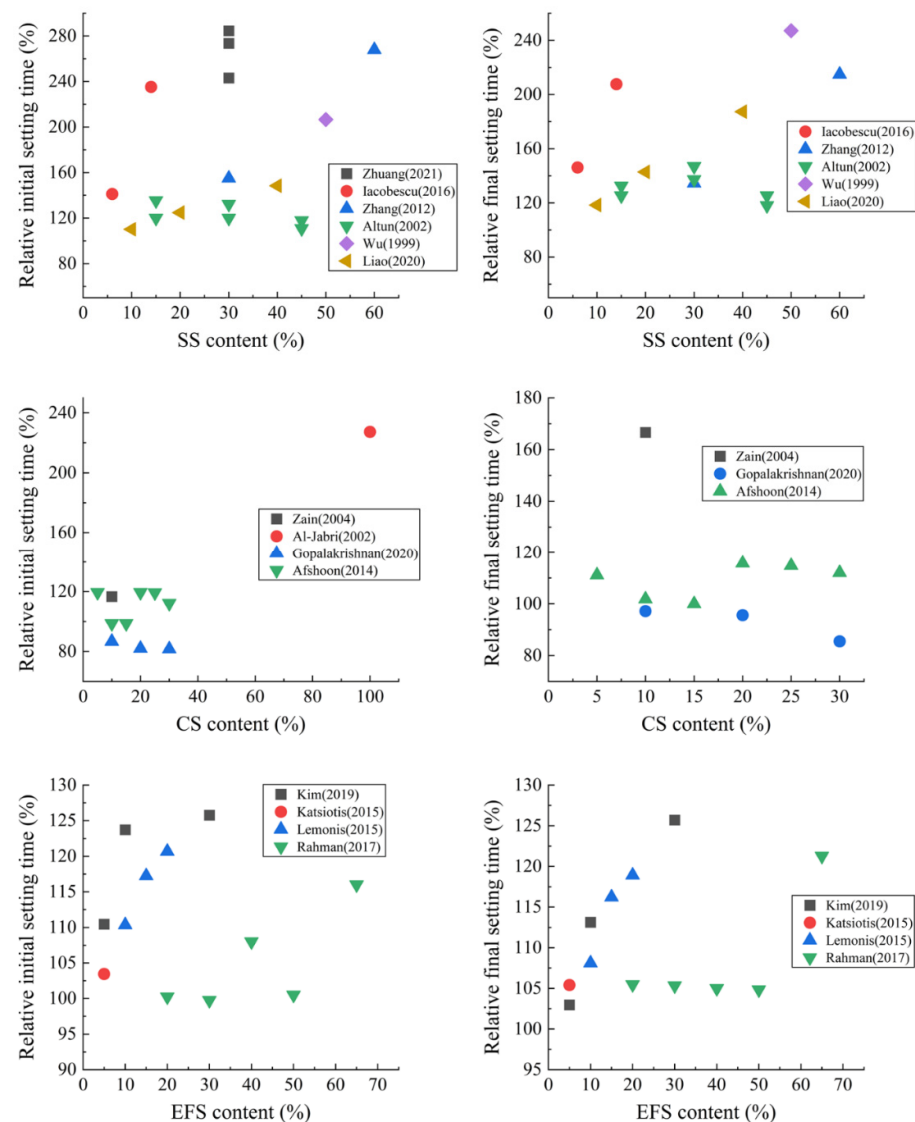 Relative initial setting time (%)
280
240
200
160
120
80
Zhuang(2021)
Iacobescu(2016)
Zhang(2012)
Altun(2002)
Wu(1999)
Liao(2020)
10 20 30 40 50 60
SS content (%)
Relative final setting time (%)
240
200
160
120
80
Iacobescu(2016)
Zhang(2012)
Altun(2002)
Wu(1999)
Liao(2020)
0 10 20 30 40 50 60
SS content (%)
Relative initial setting time (%)
240
200
160
120
80
Zain(2004)
Al-Jabri(2002)
Gopalakrishnan(2020)
Afshoon(2014)
0 20 40 60 80 100
CS content (%)
Relative final setting time (%)
180
160
140
120
100
80
Zain(2004)
Gopalakrishnan(2020)
Afshoon(2014)
5 10 15 20 25 30
CS content (%)
Relative initial setting time (%)
130
125
120
115
110
105
100
95
90
Kim(2019)
Katsiotis(2015)
Lemonis(2015)
Rahman(2017)
0 10 20 30 40 50 60 70
EFS content (%)
Relative final setting time (%)
130
125
120
115
110
105
100
95
Kim(2019)
Katsiotis(2015)
Lemonis(2015)
Rahman(2017)
0 10 20 30 40 50 60 70
EFS content (%)